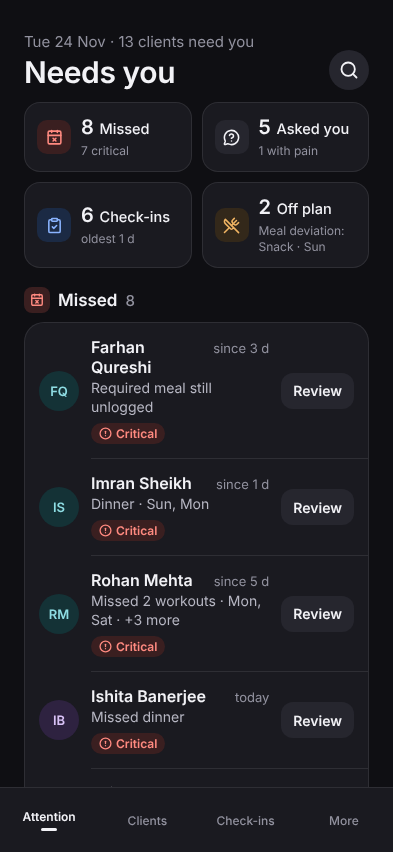 Tue 24 Nov · 13 clients need you
Needs you
8 Missed
7 critical
5 Asked you
1 with pain
6 Check-ins
oldest 1 d
2 Off plan
Meal deviation:
Snack · Sun
Missed 8
FQ
Farhan
Qureshi
since 3 d
Required meal still
unlogged
Critical
Review
IS
Imran Sheikh
since 1 d
Dinner · Sun, Mon
Critical
Review
RM
Rohan Mehta
since 5 d
Missed 2 workouts · Mon,
Sat · +3 more
Critical
Review
IB
Ishita Banerjee
today
Missed dinner
Critical
Review
Attention
Clients
Check-ins
More